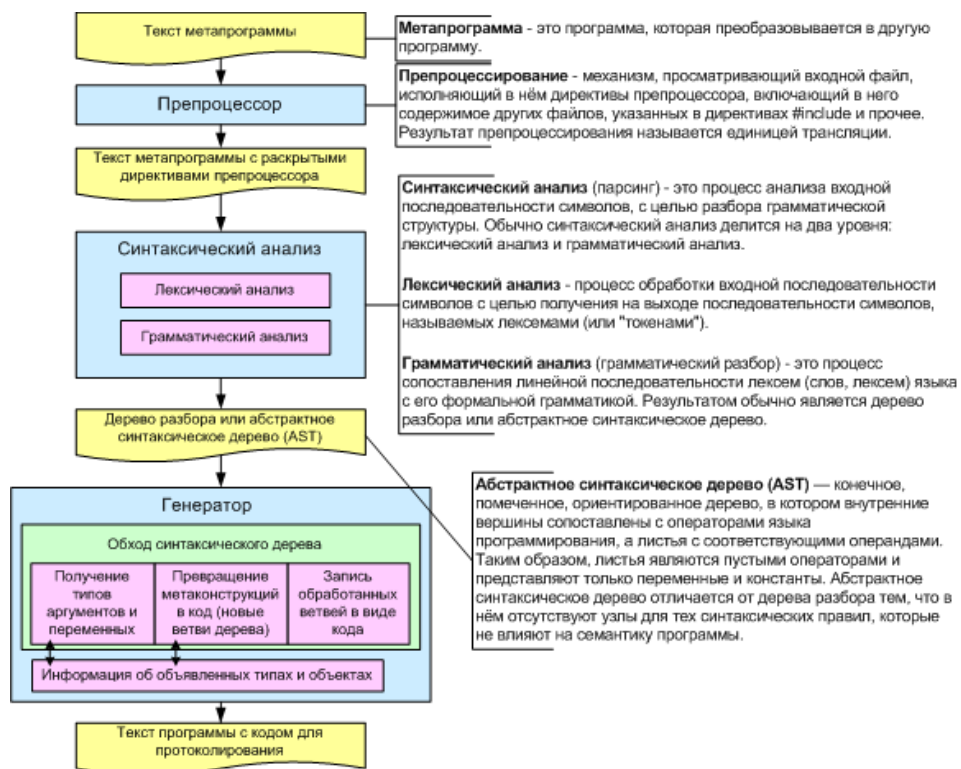 Текст метапрограммы
Метапрограмма - это программа, которая преобразовывается в другую
программу.
Препроцессор
Препроцессирование - механизм, просматривающий входной файл,
исполняющий в нём директивы препроцессора, включающий в него
содержимое других файлов, указанных в директивах #include и прочее.
Результат препроцессирования называется единицей трансляции.
Текст метапрограммы с раскрытыми
директивами препроцессора
Синтаксический анализ
Лексический анализ
Грамматический анализ
Синтаксический анализ (парсинг) - это процесс анализа входной
последовательности символов, с целью разбора грамматической
структуры. Обычно синтаксический анализ делится на два уровня:
лексический анализ и грамматический анализ.
Лексический анализ - процесс обработки входной последовательности
символов с целью получения на выходе последовательности символов,
называемых лексемами (или "токенами").
Грамматический анализ (грамматический разбор) - это процесс
сопоставления линейной последовательности лексем (слов, лексем) языка
с его формальной грамматикой. Результатом обычно является дерево
разбора или абстрактное синтаксическое дерево.
Дерево разбора или абстрактное
синтаксическое дерево (AST)
Абстрактное синтаксическое дерево (AST) — конечное,
помеченное, ориентированное дерево, в котором внутренние
вершины сопоставлены с операторами языка
программирования, а листья с соответствующими операндами.
Таким образом, листья являются пустыми операторами и
представляют только переменные и константы. Абстрактное
синтаксическое дерево отличается от дерева разбора тем, что в
нём отсутствуют узлы для тех синтаксических правил, которые
не влияют на семантику программы.
Генератор
Обход синтаксического дерева
Получение
типов
аргументов и
переменных
Превращение
метаконструкций
в код (новые
ветви дерева)
Запись
обработанных
ветвей в виде
кода
Информация об объявленных типах и объектах
Текст программы с кодом для
протоколирования